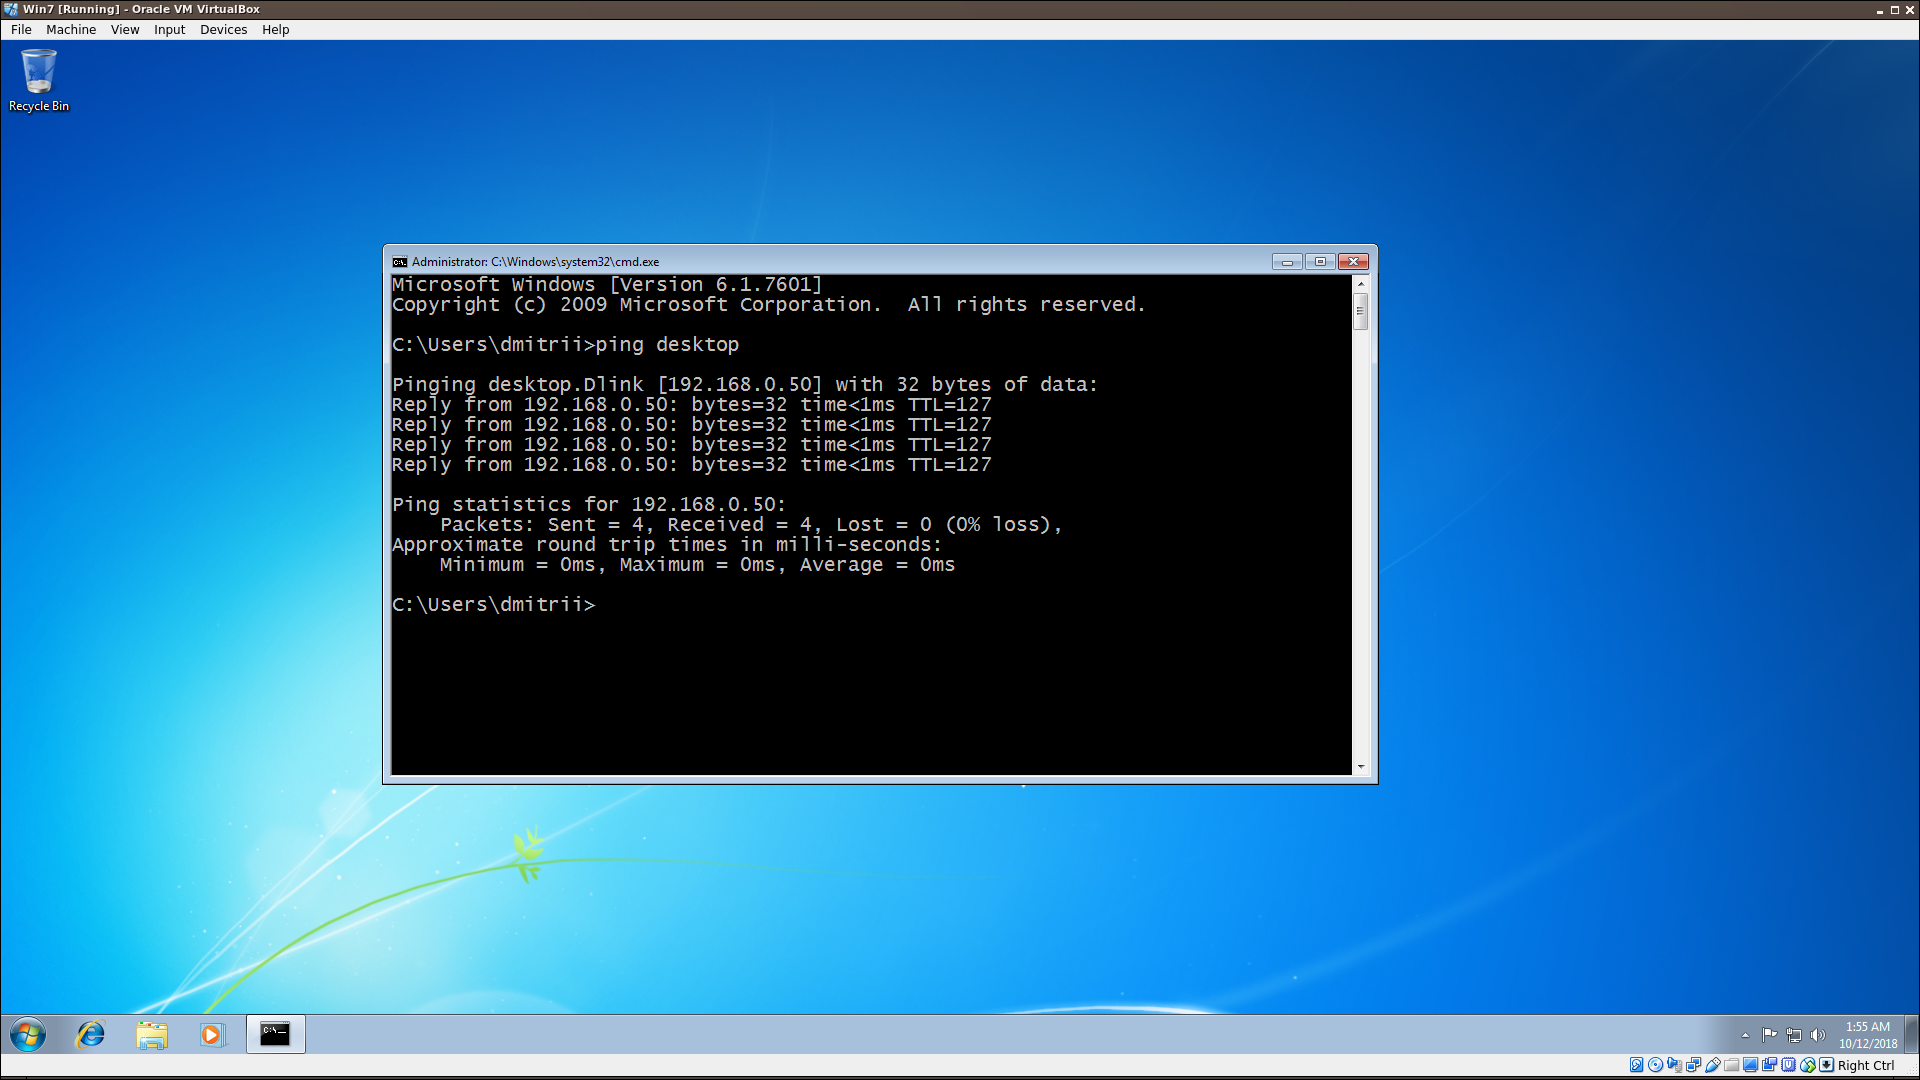 Win7 [Running] - Oracle VM VirtualBox
File Machine View Input Devices Help
Recycle Bin
Administrator: C:\Windows\system32\cmd.exe
Microsoft Windows [Version 6.1.7601]
Copyright (c) 2009 Microsoft Corporation.  All rights reserved.
C:\Users\dmitrii>ping desktop
Pinging desktop.Dlink [192.168.0.50] with 32 bytes of data:
Reply from 192.168.0.50: bytes=32 time<1ms TTL=127
Reply from 192.168.0.50: bytes=32 time<1ms TTL=127
Reply from 192.168.0.50: bytes=32 time<1ms TTL=127
Reply from 192.168.0.50: bytes=32 time<1ms TTL=127
Ping statistics for 192.168.0.50:
    Packets: Sent = 4, Received = 4, Lost = 0 (0% loss),
Approximate round trip times in milli-seconds:
    Minimum = 0ms, Maximum = 0ms, Average = 0ms
C:\Users\dmitrii>
1:55 AM
10/12/2018
Right Ctrl